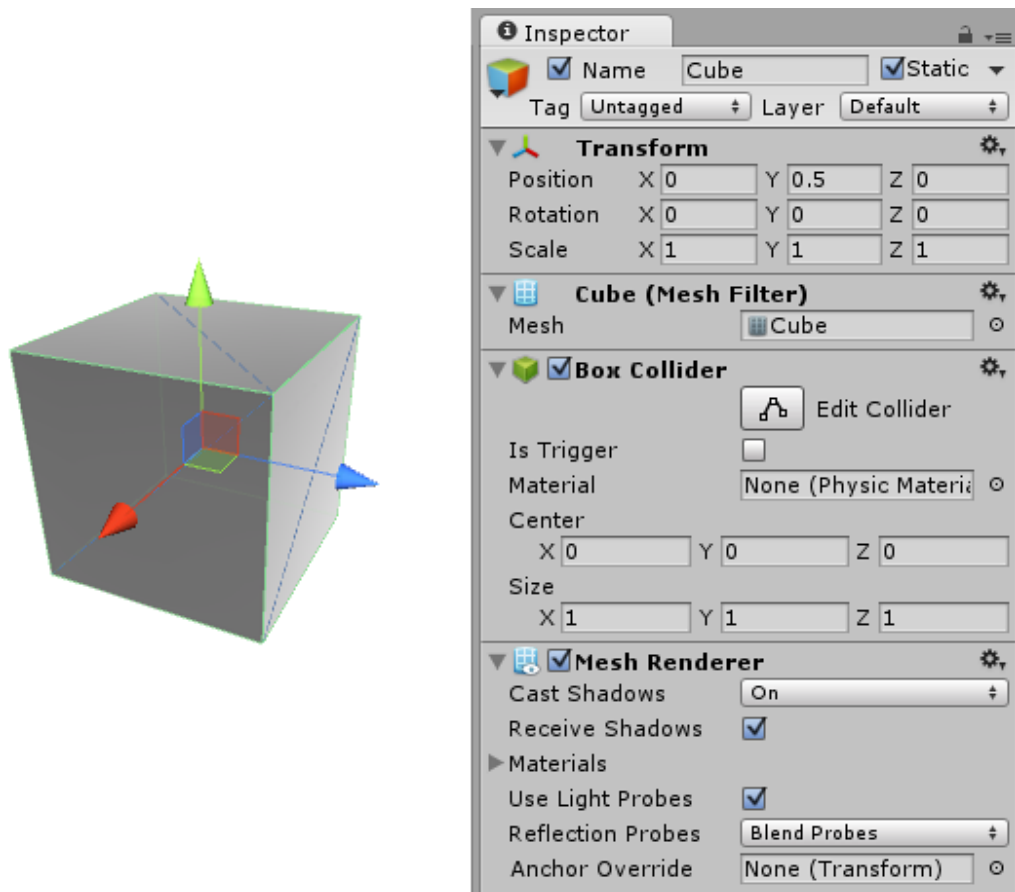 Inspector
Name Cube Static
Tag Untagged Layer Default
Transform
Position X 0 Y 0.5 Z 0
Rotation X 0 Y 0 Z 0
Scale X 1 Y 1 Z 1
Cube (Mesh Filter)
Mesh Cube
Box Collider
Edit Collider
Is Trigger
Material None (Physic Materia
Center
X 0 Y 0 Z 0
Size
X 1 Y 1 Z 1
Mesh Renderer
Cast Shadows On
Receive Shadows
Materials
Use Light Probes
Reflection Probes Blend Probes
Anchor Override None (Transform)